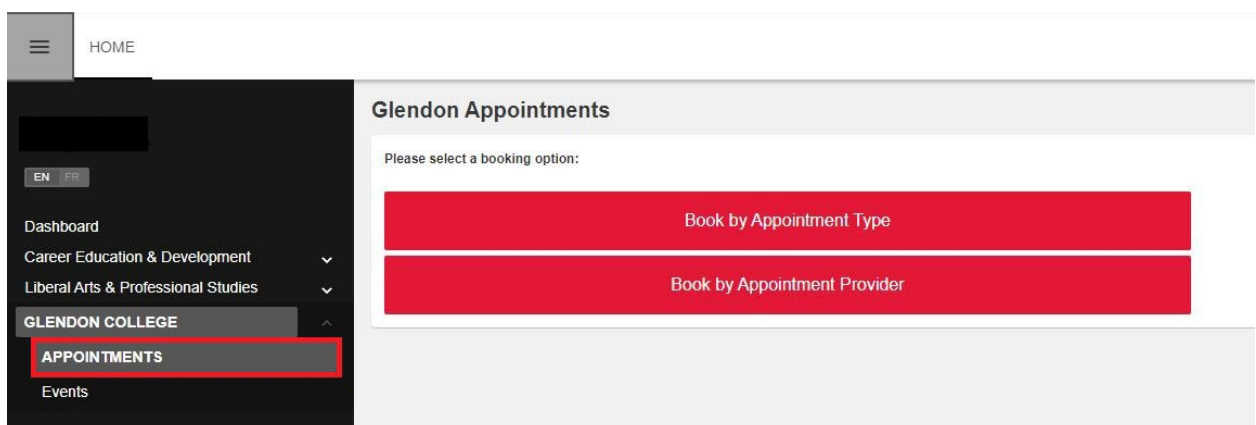 HOME
Glendon Appointments
Please select a booking option:
EN FR
Book by Appointment Type
Dashboard
Career Education & Development
Book by Appointment Provider
Liberal Arts & Professional Studies
GLENDON COLLEGE
APPOINTMENTS
Events